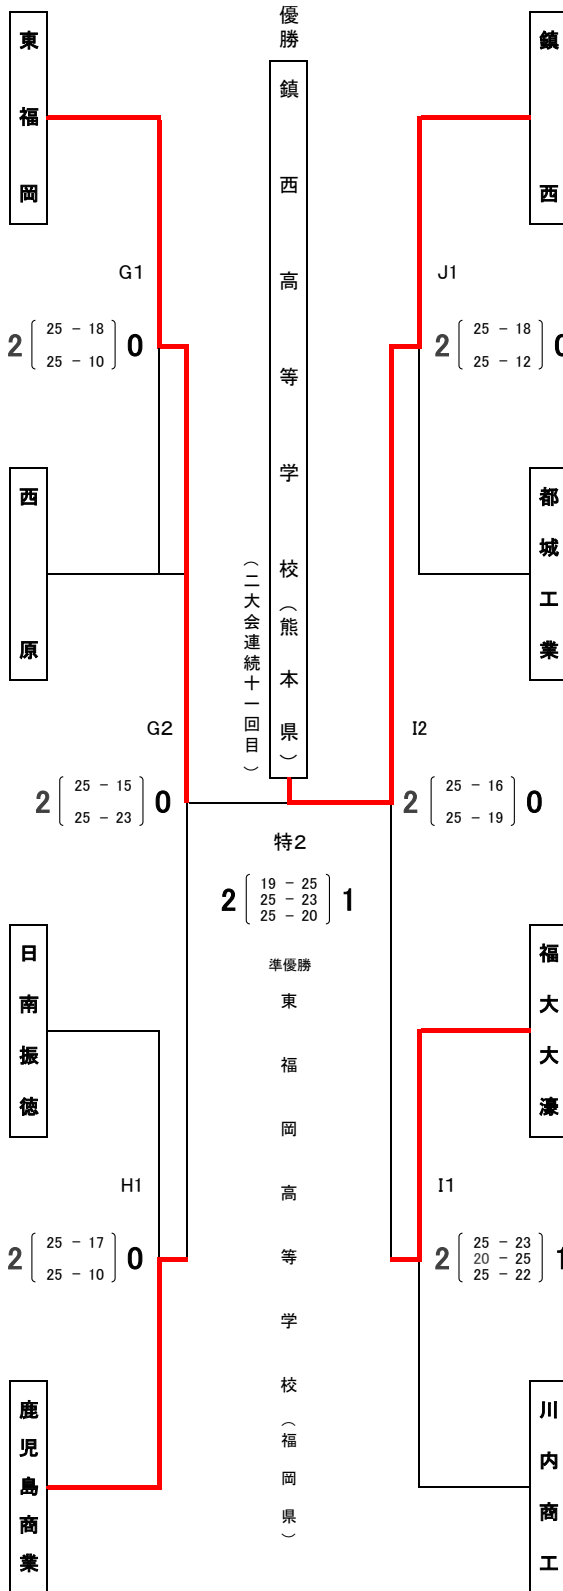 優勝
鎮西高等学校（熊本県）
（二大会連続十一回目）
東福岡
G1
2 25 － 18 0
25 － 10
西原
G2
2 25 － 15 0
25 － 23
日南振徳
H1
2 25 － 17 0
25 － 10
鹿児島商業
鎮西
J1
2 25 － 18 0
25 － 12
都城工業
I2
2 25 － 16 0
25 － 19
福大大濠
I1
2 25 － 23 1
20 － 25
25 － 22
川内商工
特2
2 19 － 25 1
25 － 23
25 － 20
準優勝
東福岡高等学校（福岡県）